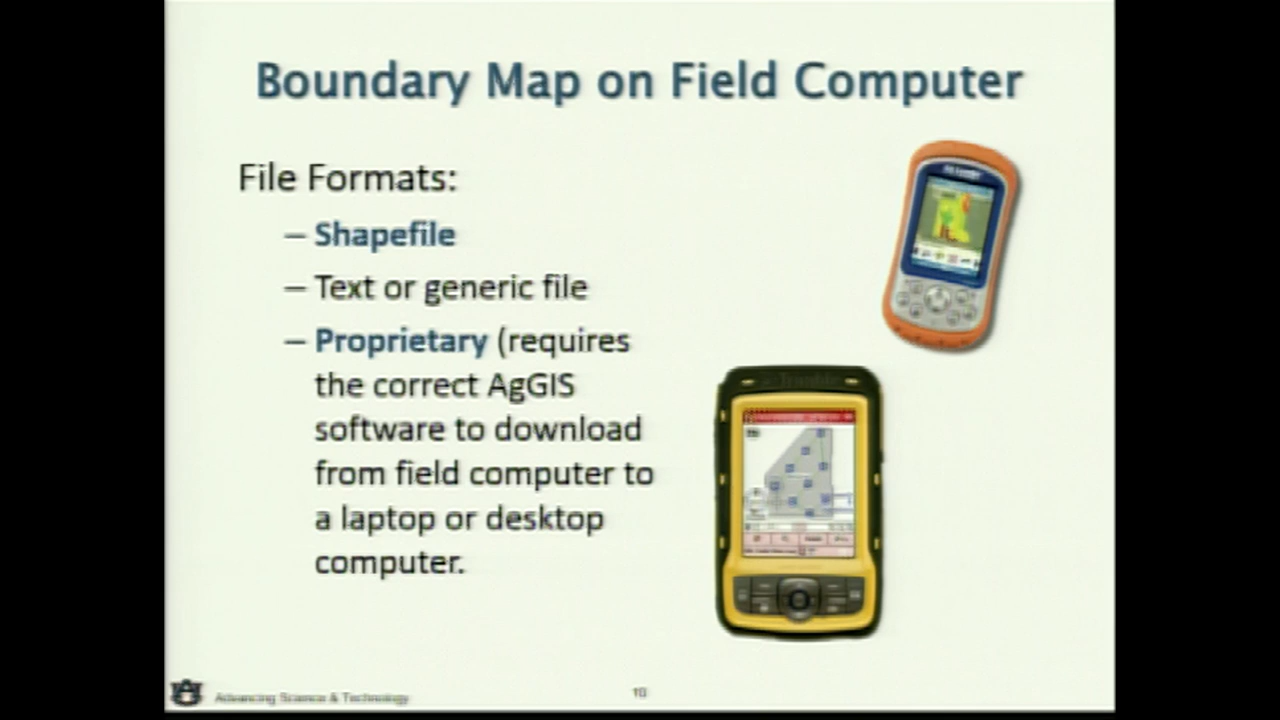 Boundary Map on Field Computer
File Formats:
– Shapefile
– Text or generic file
– Proprietary (requires
the correct AgGIS
software to download
from field computer to
a laptop or desktop
computer.
Advancing Science & Technology
10